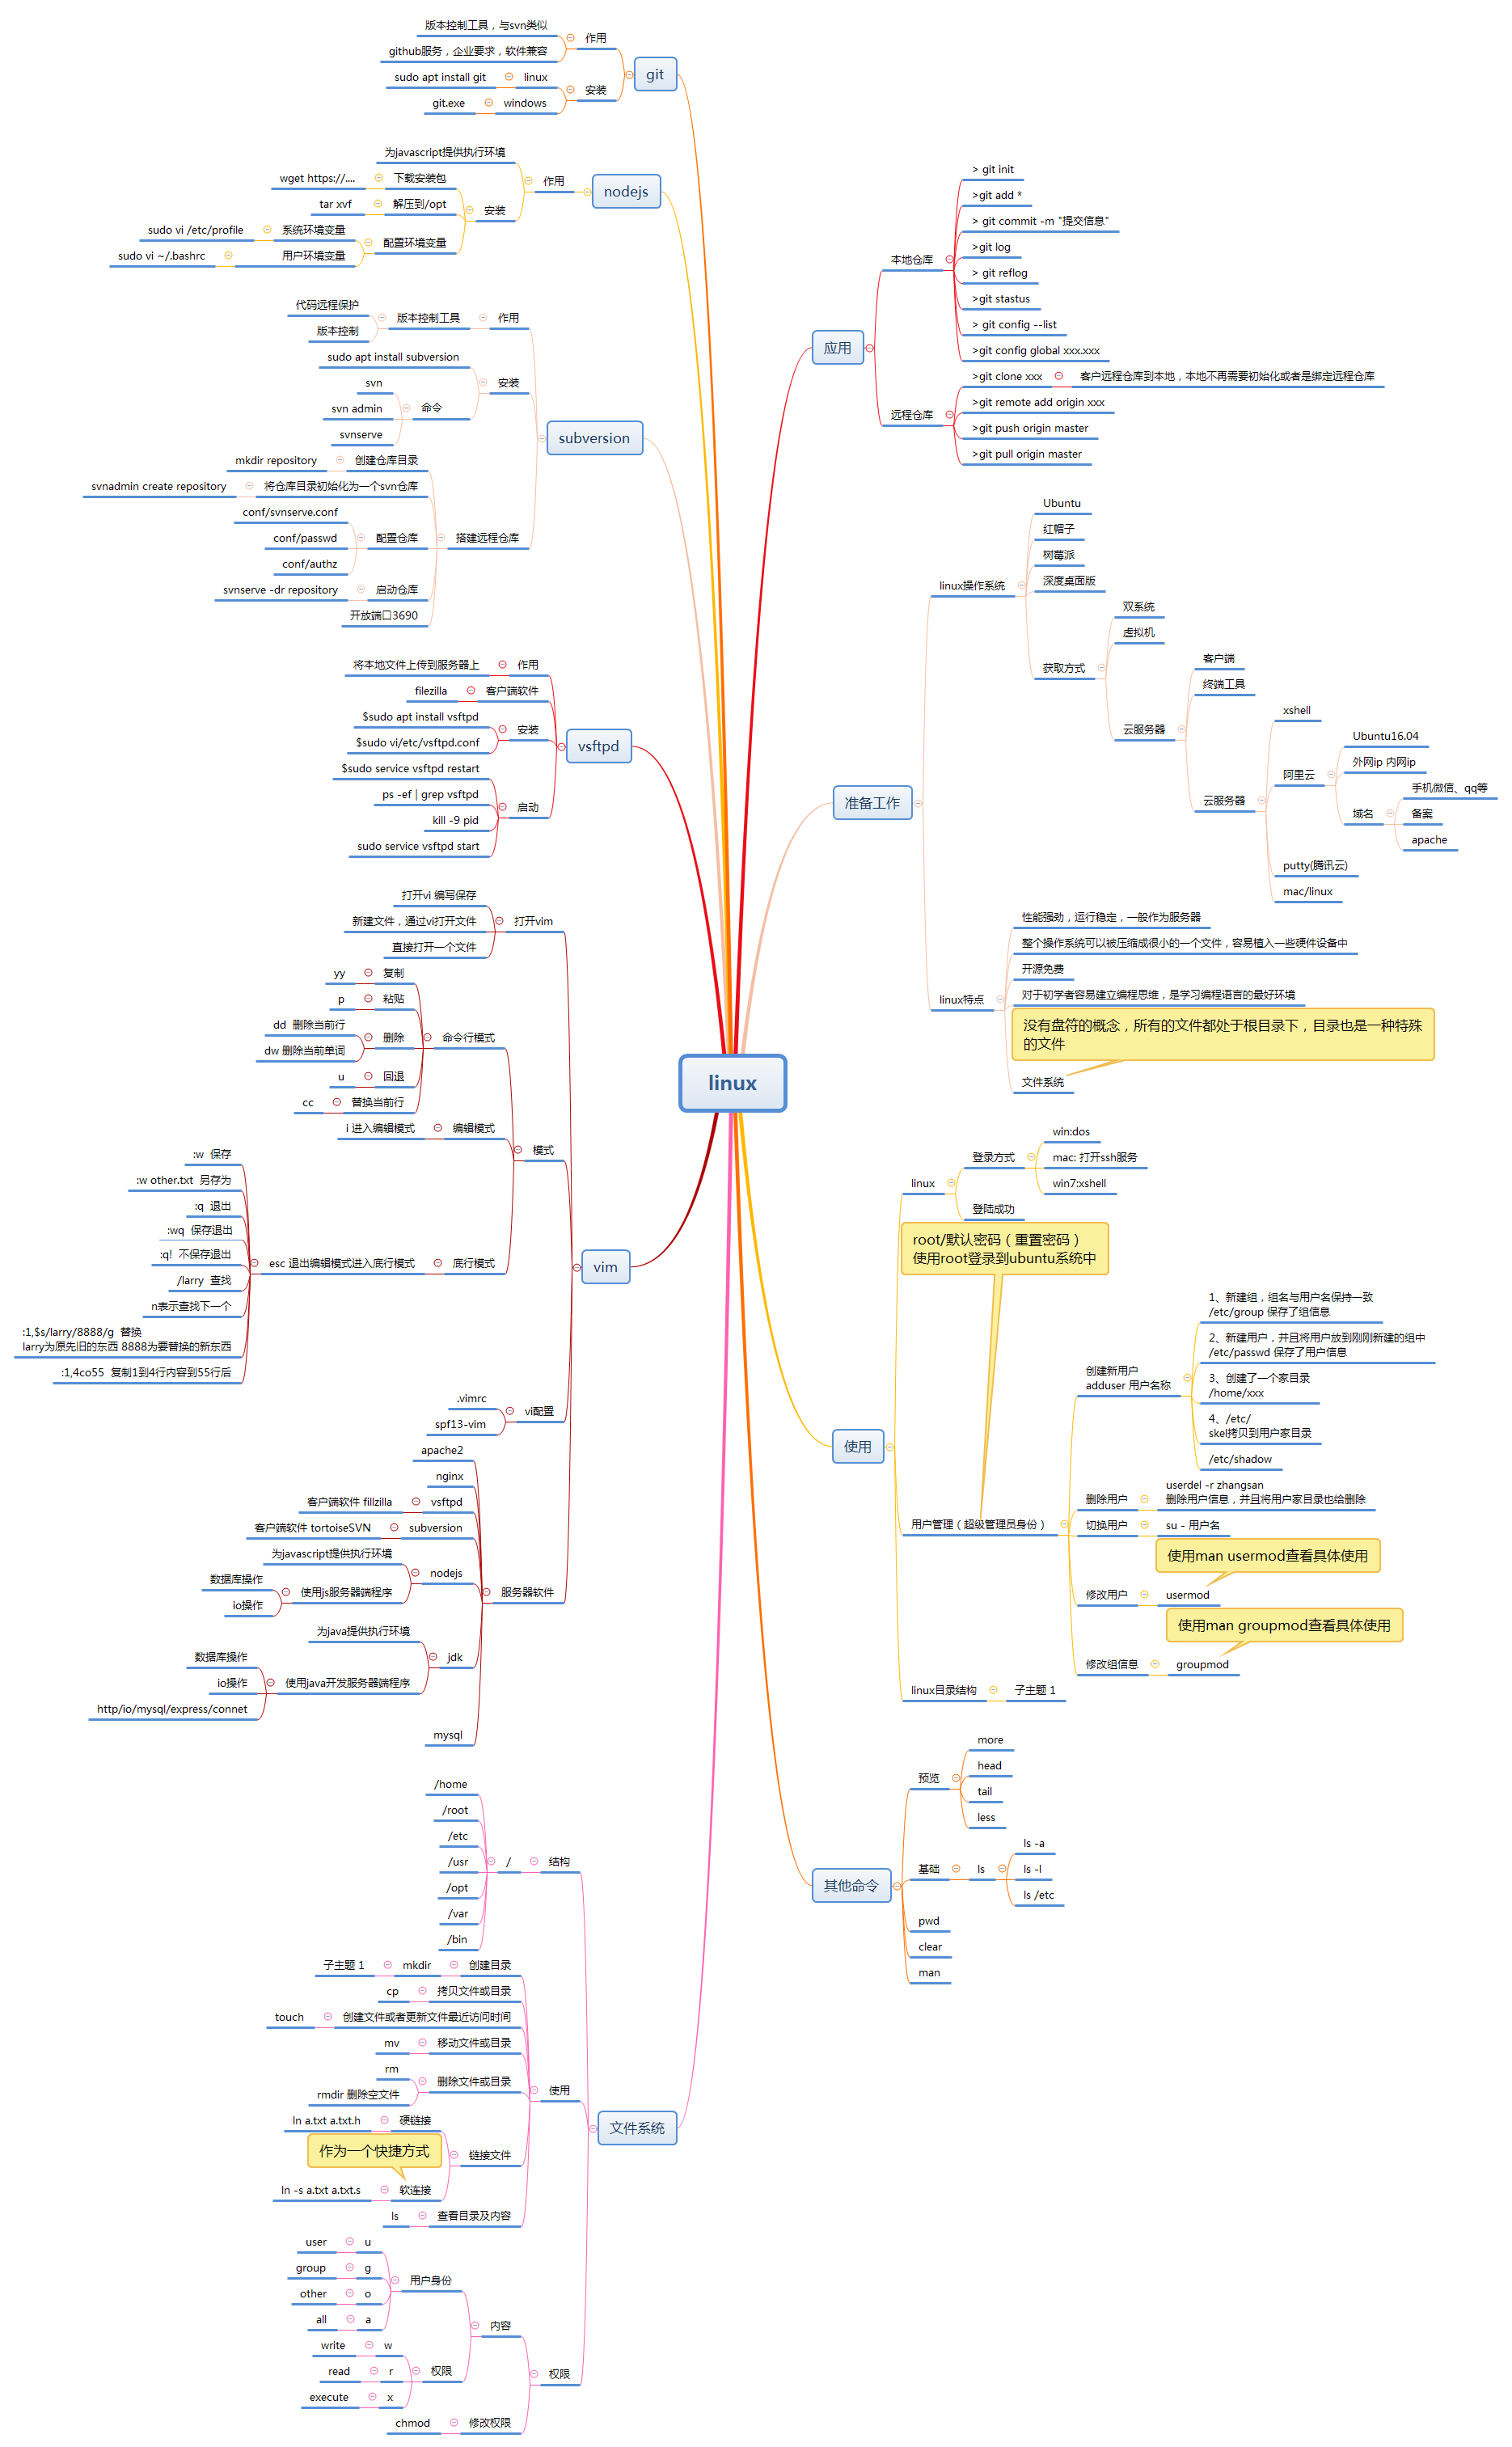 linux
git
作用
版本控制工具，与svn类似
github服务，企业要求，软件兼容
安装
linux
sudo apt install git
windows
git.exe
nodejs
作用
为javascript提供执行环境
安装
下载安装包
wget https://....
解压到/opt
tar xvf
配置环境变量
系统环境变量
sudo vi /etc/profile
用户环境变量
sudo vi ~/.bashrc
subversion
作用
版本控制工具
代码远程保护
版本控制
安装
sudo apt install subversion
命令
svn
svn admin
svnserve
搭建远程仓库
创建仓库目录
mkdir repository
将仓库目录初始化为一个svn仓库
svnadmin create repository
配置仓库
conf/svnserve.conf
conf/passwd
conf/authz
启动仓库
svnserve -dr repository
开放端口3690
vsftpd
作用
将本地文件上传到服务器上
客户端软件
filezilla
安装
$sudo apt install vsftpd
$sudo vi/etc/vsftpd.conf
启动
$sudo service vsftpd restart
ps -ef | grep vsftpd
kill -9 pid
sudo service vsftpd start
vim
打开vim
打开vi 编写保存
新建文件，通过vi打开文件
直接打开一个文件
模式
命令行模式
复制
yy
粘贴
p
删除
dd 删除当前行
dw 删除当前单词
回退
u
替换当前行
cc
编辑模式
i 进入编辑模式
底行模式
esc 退出编辑模式进入底行模式
:w 保存
:w other.txt 另存为
:q 退出
:wq 保存退出
:q! 不保存退出
/larry 查找
n表示查找下一个
:1,$s/larry/8888/g 替换
larry为原先旧的东西 8888为要替换的新东西
:1,4co55 复制1到4行内容到55行后
vi配置
.vimrc
spf13-vim
服务器软件
apache2
nginx
vsftpd
客户端软件 fillzilla
subversion
客户端软件 tortoiseSVN
nodejs
为javascript提供执行环境
使用js服务器端程序
数据库操作
io操作
jdk
为java提供执行环境
使用java开发服务器端程序
数据库操作
io操作
http/io/mysql/express/connet
mysql
文件系统
结构
/
/home
/root
/etc
/usr
/opt
/var
/bin
使用
创建目录
mkdir
子主题 1
拷贝文件或目录
cp
创建文件或者更新文件最近访问时间
touch
移动文件或目录
mv
删除文件或目录
rm
rmdir 删除空文件
链接文件
硬链接
ln a.txt a.txt.h
作为一个快捷方式
软连接
ln -s a.txt a.txt.s
查看目录及内容
ls
权限
内容
用户身份
u
user
g
group
o
other
a
all
权限
w
write
r
read
x
execute
修改权限
chmod
应用
本地仓库
> git init
>git add *
> git commit -m "提交信息"
>git log
> git reflog
>git stastus
> git config --list
>git config global xxx.xxx
远程仓库
>git clone xxx
客户远程仓库到本地，本地不再需要初始化或者是绑定远程仓库
>git remote add origin xxx
>git push origin master
>git pull origin master
准备工作
linux操作系统
Ubuntu
红帽子
树莓派
深度桌面版
获取方式
双系统
虚拟机
云服务器
客户端
终端工具
云服务器
xshell
阿里云
Ubuntu16.04
外网ip 内网ip
域名
手机微信、qq等
备案
apache
putty(腾讯云)
mac/linux
linux特点
性能强劲，运行稳定，一般作为服务器
整个操作系统可以被压缩成很小的一个文件，容易植入一些硬件设备中
开源免费
对于初学者容易建立编程思维，是学习编程语言的最好环境
没有盘符的概念，所有的文件都处于根目录下，目录也是一种特殊
的文件
文件系统
使用
linux
登录方式
win:dos
mac: 打开ssh服务
win7:xshell
登陆成功
root/默认密码（重置密码）
使用root登录到ubuntu系统中
用户管理（超级管理员身份）
创建新用户
adduser 用户名称
1、新建组，组名与用户名保持一致
/etc/group 保存了组信息
2、新建用户，并且将用户放到刚刚新建的组中
/etc/passwd 保存了用户信息
3、创建了一个家目录
/home/xxx
4、/etc/
skel拷贝到用户家目录
/etc/shadow
删除用户
userdel -r zhangsan
删除用户信息，并且将用户家目录也给删除
切换用户
su - 用户名
使用man usermod查看具体使用
修改用户
usermod
使用man groupmod查看具体使用
修改组信息
groupmod
linux目录结构
子主题 1
其他命令
预览
more
head
tail
less
基础
ls
ls -a
ls -l
ls /etc
pwd
clear
man